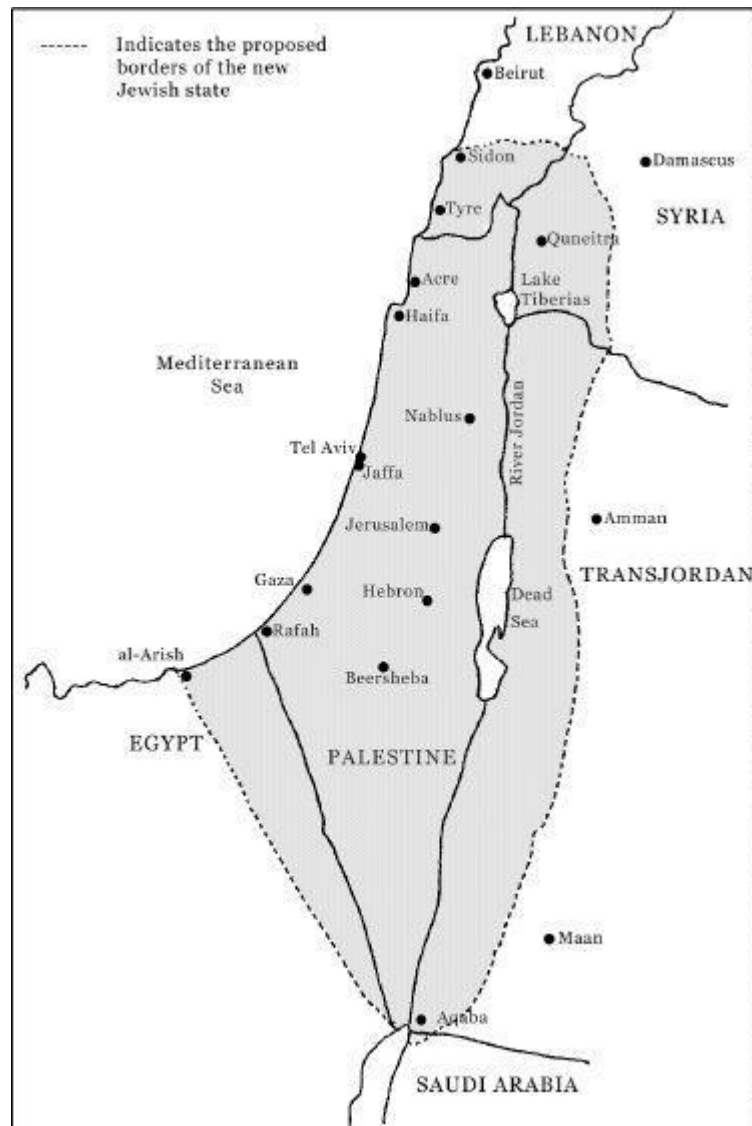 Indicates the proposed
borders of the new
Jewish state
LEBANON
Beirut
Sidon
Damascus
Tyre
SYRIA
Quneitra
Acre
Lake
Tiberias
Haifa
Mediterranean
Sea
Nablus
River Jordan
Tel Aviv
Jaffa
Jerusalem
Amman
TRANSJORDAN
Gaza
Hebron
Dead
Sea
Rafah
al-Arish
Beersheba
EGYPT
PALESTINE
Maan
Aqaba
SAUDI ARABIA